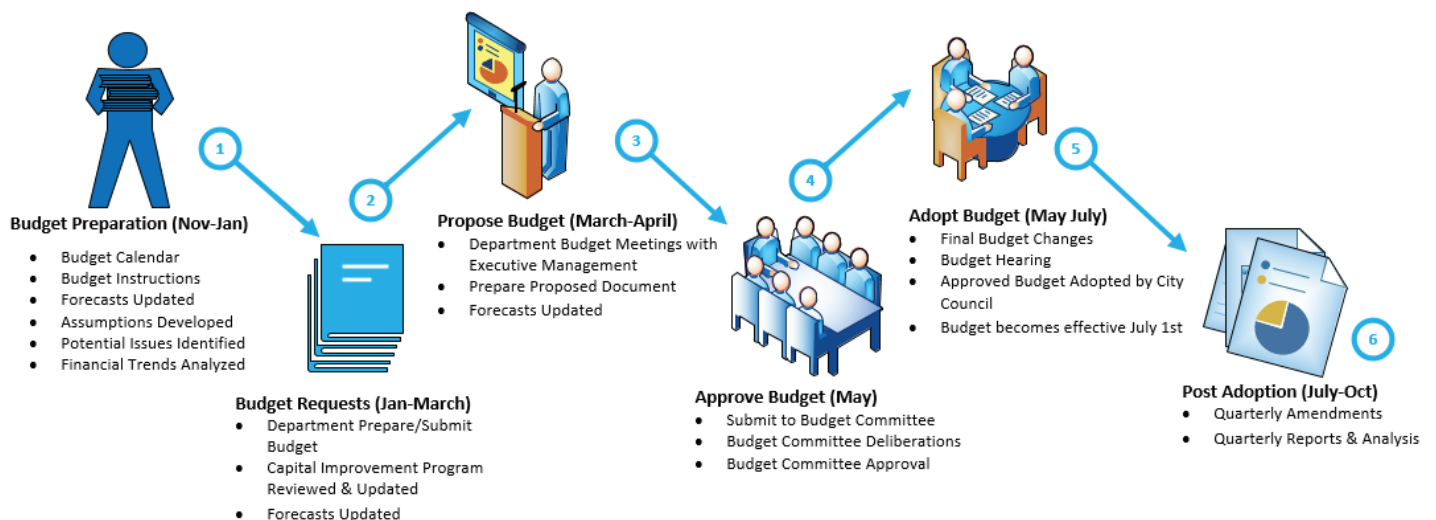 1
2
3
4
5
6
Budget Preparation (Nov-Jan)
● Budget Calendar
● Budget Instructions
● Forecasts Updated
● Assumptions Developed
● Potential Issues Identified
● Financial Trends Analyzed
Budget Requests (Jan-March)
● Department Prepare/Submit
Budget
● Capital Improvement Program
Reviewed & Updated
● Forecasts Updated
Propose Budget (March-April)
● Department Budget Meetings with
Executive Management
● Prepare Proposed Document
● Forecasts Updated
Approve Budget (May)
● Submit to Budget Committee
● Budget Committee Deliberations
● Budget Committee Approval
Adopt Budget (May July)
● Final Budget Changes
● Budget Hearing
● Approved Budget Adopted by City
Council
● Budget becomes effective July 1st
Post Adoption (July-Oct)
● Quarterly Amendments
● Quarterly Reports & Analysis